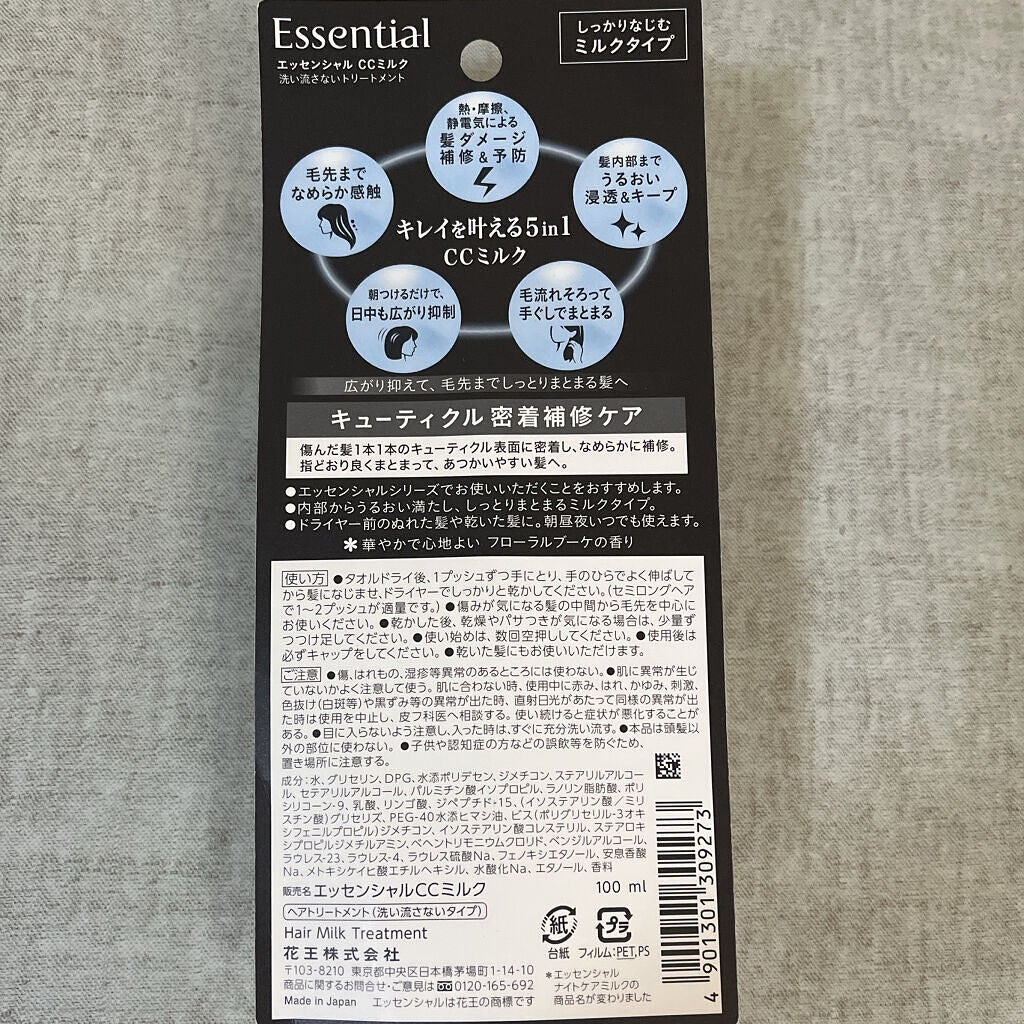 Essential
エッセンシャル CCミルク
洗い流さないトリートメント
しっかりなじむ
ミルクタイプ
熱・摩擦、
静電気による
髪ダメージ
補修&予防
毛先まで
なめらか感触
髪内部まで
うるおい
浸透&キープ
キレイを叶える5in1
CCミルク
朝つけるだけで、
日中も広がり抑制
毛流れそろって
手ぐしでまとまる
広がり抑えて、毛先までしっとりまとまる髪へ
キューティクル密着補修ケア
傷んだ髪1本1本のキューティクル表面に密着し、なめらかに補修。
指どおり良くまとまって、あつかいやすい髪へ。
●エッセンシャルシリーズでお使いいただくことをおすすめします。
●内部からうるおい満たし、しっとりまとまるミルクタイプ。
●ドライヤー前のぬれた髪や乾いた髪に。朝昼夜いつでも使えます。
＊華やかで心地よい フローラルブーケの香り
使い方 ●タオルドライ後、1プッシュずつ手にとり、手のひらでよく伸ばして
から髪になじませ、ドライヤーでしっかりと乾かしてください。(セミロングヘア
で1～2プッシュが適量です。)●傷みが気になる髪の中間から毛先を中心に
お使いください。●乾かした後、乾燥やパサつきが気になる場合は、少量ず
つつけ足してください。●使い始めは、数回空押ししてください。●使用後は
必ずキャップをしてください。●乾いた髪にもお使いいただけます。
ご注意 ●傷、はれもの、湿疹等異常のあるところには使わない。●肌に異常が生じ
ていないかよく注意して使う。肌に合わない時、使用中に赤み、はれ、かゆみ、刺激、
色抜け(白斑等)や黒ずみ等の異常が出た時、直射日光があたって同様の異常が出
た時は使用を中止し、皮フ科医へ相談する。使い続けると症状が悪化することが
ある。●目に入らないよう注意し、入った時は、すぐに充分洗い流す。●本品は頭髪以
外の部位に使わない。●子供や認知症の方などの誤飲等を防ぐため、
置き場所に注意する。
成分:水、グリセリン、DPG、水添ポリデセン、ジメチコン、ステアリルアルコー
ル、セテアリルアルコール、パルミチン酸イソプロピル、ラノリン脂肪酸、ポリ
シリコーン-9、乳酸、リンゴ酸、ジペプチド-15、(イソステアリン酸／ミリ
スチン酸)グリセリズ、PEG-40水添ヒマシ油、ビス(ポリグリセリル-3オキ
シフェニルプロピル)ジメチコン、イソステアリン酸コレステリル、ステアロキ
シプロピルジメチルアミン、ベヘントリモニウムクロリド、ベンジルアルコール、
ラウレス-23、ラウレス-4、ラウレス硫酸Na、フェノキシエタノール、安息香酸
Na、メトキシケイヒ酸エチルヘキシル、水酸化Na、エタノール、香料
販売名 エッセンシャルCCミルク 100 ml
ヘアトリートメント(洗い流さないタイプ)
Hair Milk Treatment
花王株式会社
〒103-8210 東京都中央区日本橋茅場町1-14-10
商品に関するお問合せ・ご意見は 0120-165-692
Made in Japan エッセンシャルは花王の商標です
紙
台紙
プラ
フィルム:PET,PS
＊エッセンシャル
ナイトケアミルクの
商品名が変わりました
4 901301 309273